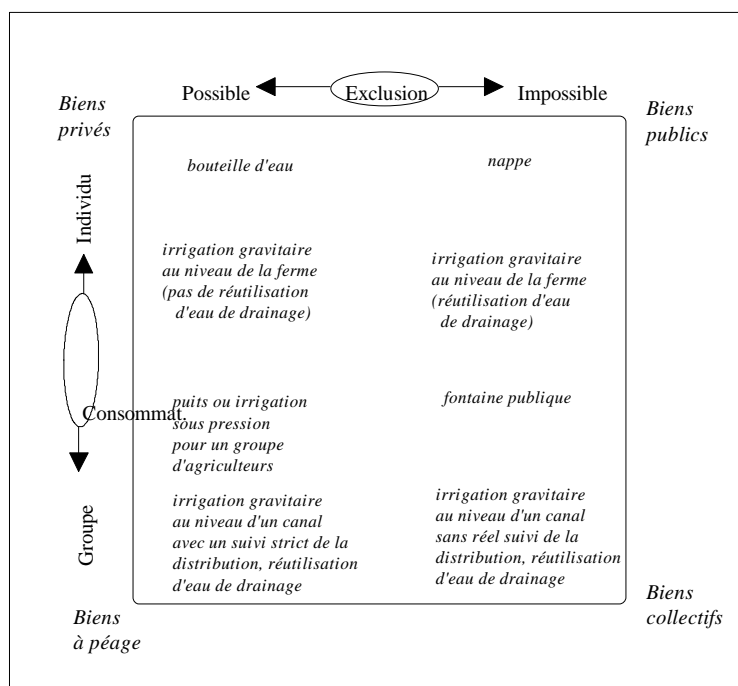 Possible Exclusion Impossible
Biens
privés
Biens
publics
Individu
bouteille d'eau
nappe
irrigation gravitaire
au niveau de la ferme
(pas de réutilisation
d'eau de drainage)
irrigation gravitaire
au niveau de la ferme
(réutilisation d'eau
de drainage)
Consommat.
puits ou irrigation
sous pression
pour un groupe
d'agriculteurs
fontaine publique
Groupe
irrigation gravitaire
au niveau d'un canal
avec un suivi strict de la
distribution, réutilisation
d'eau de drainage
irrigation gravitaire
au niveau d'un canal
sans réel suivi de la
distribution, réutilisation
d'eau de drainage
Biens
à péage
Biens
collectifs